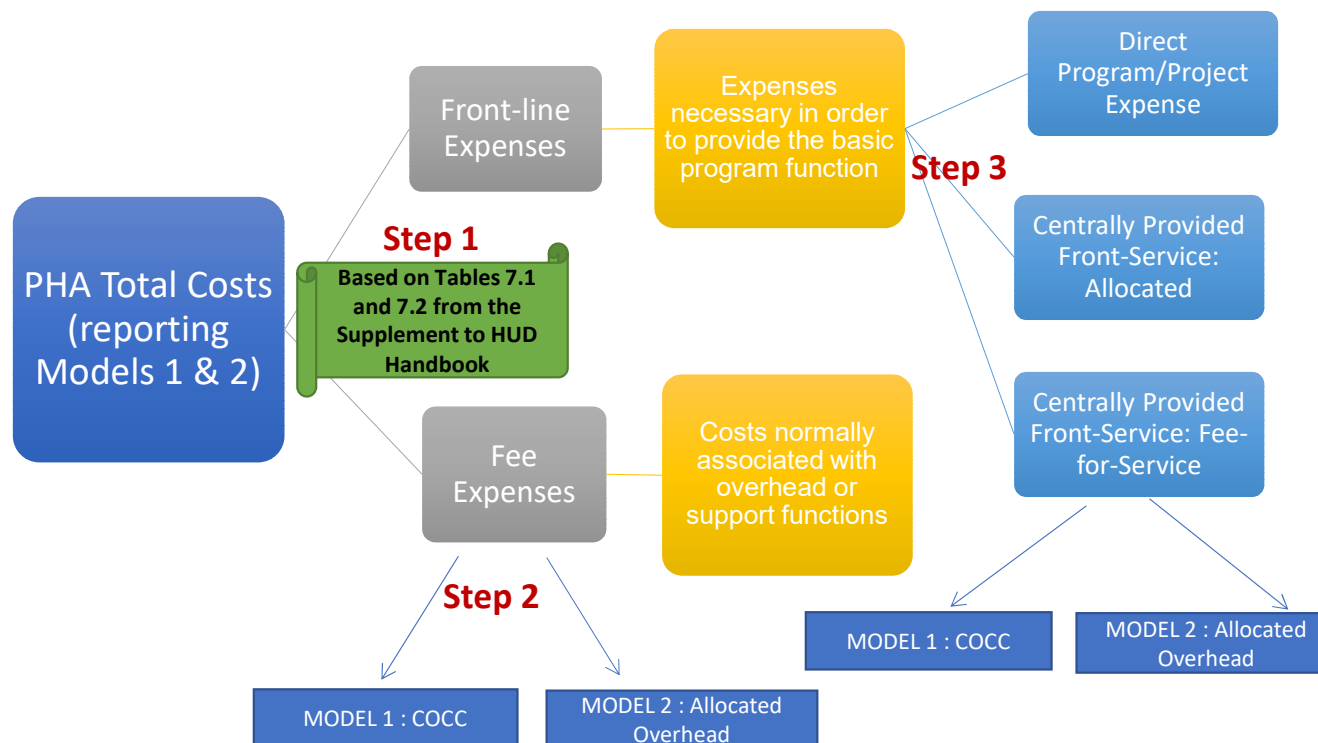 PHA Total Costs
(reporting
Models 1 & 2)
Front-line
Expenses
Expenses
necessary in order
to provide the basic
program function
Direct
Program/Project
Expense
Step 3
Centrally Provided
Front-Service:
Allocated
Step 1
Based on Tables 7.1
and 7.2 from the
Supplement to HUD
Handbook
Centrally Provided
Front-Service: Fee-
for-Service
Fee
Expenses
Costs normally
associated with
overhead or
support functions
Step 2
MODEL 1 : COCC
MODEL 2 : Allocated
Overhead
MODEL 1 : COCC
MODEL 2 : Allocated
Overhead